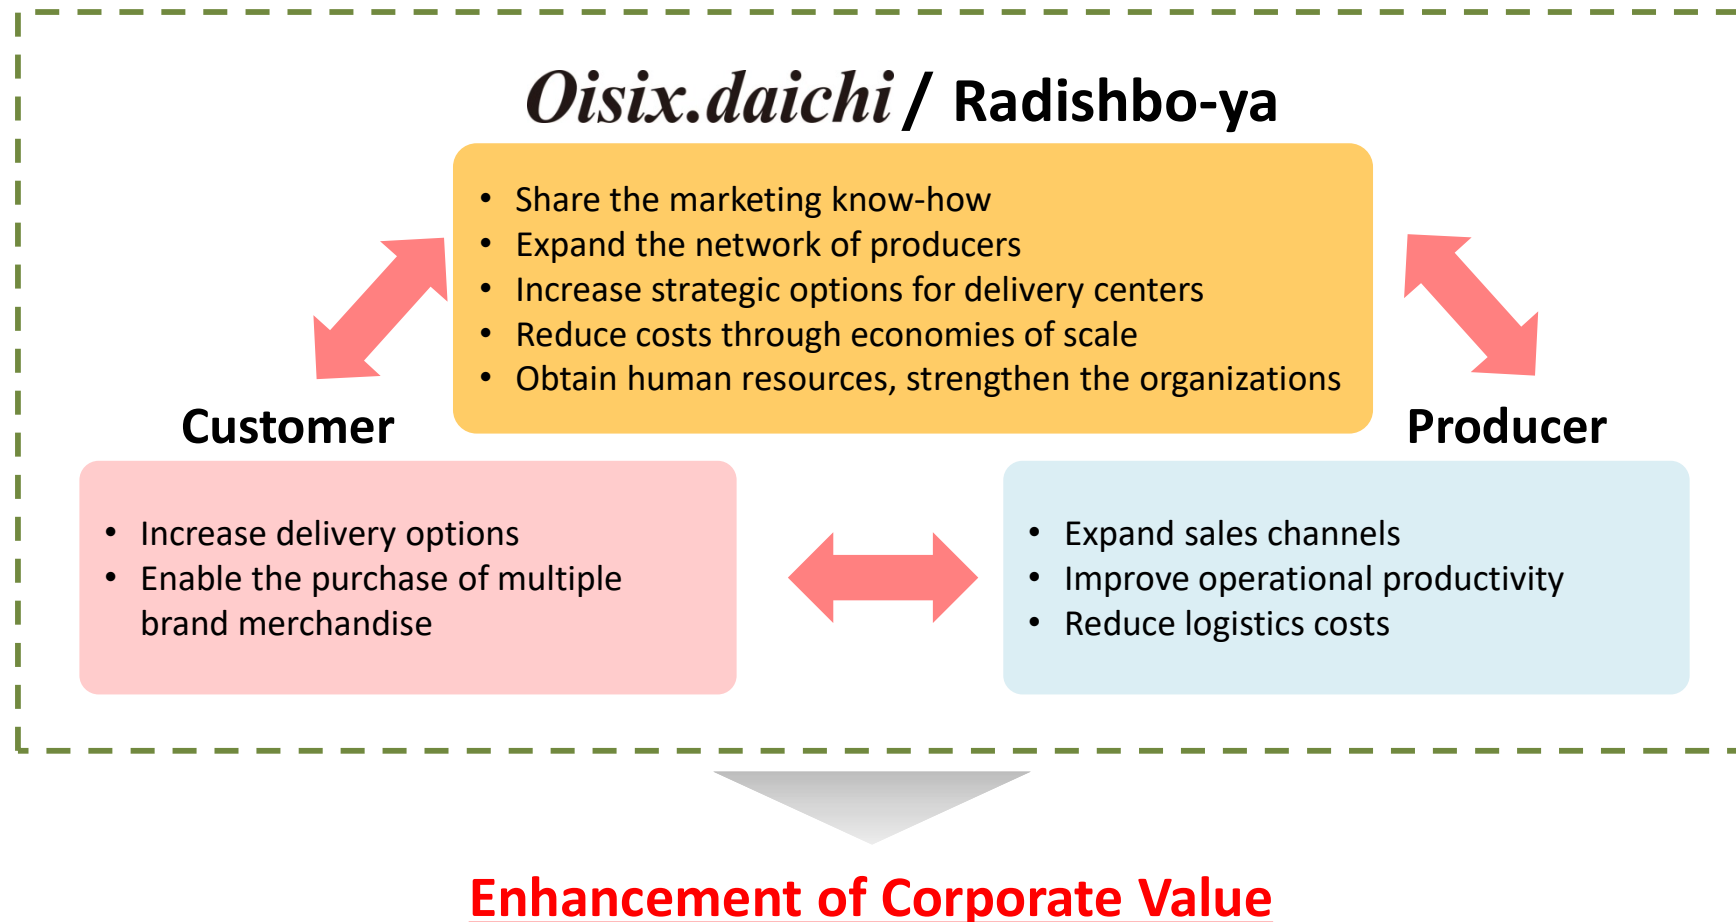 Oisix.daichi / Radishbo-ya
• Share the marketing know-how
• Expand the network of producers
• Increase strategic options for delivery centers
• Reduce costs through economies of scale
• Obtain human resources, strengthen the organizations
Customer
• Increase delivery options
• Enable the purchase of multiple
brand merchandise
Producer
• Expand sales channels
• Improve operational productivity
• Reduce logistics costs
Enhancement of Corporate Value